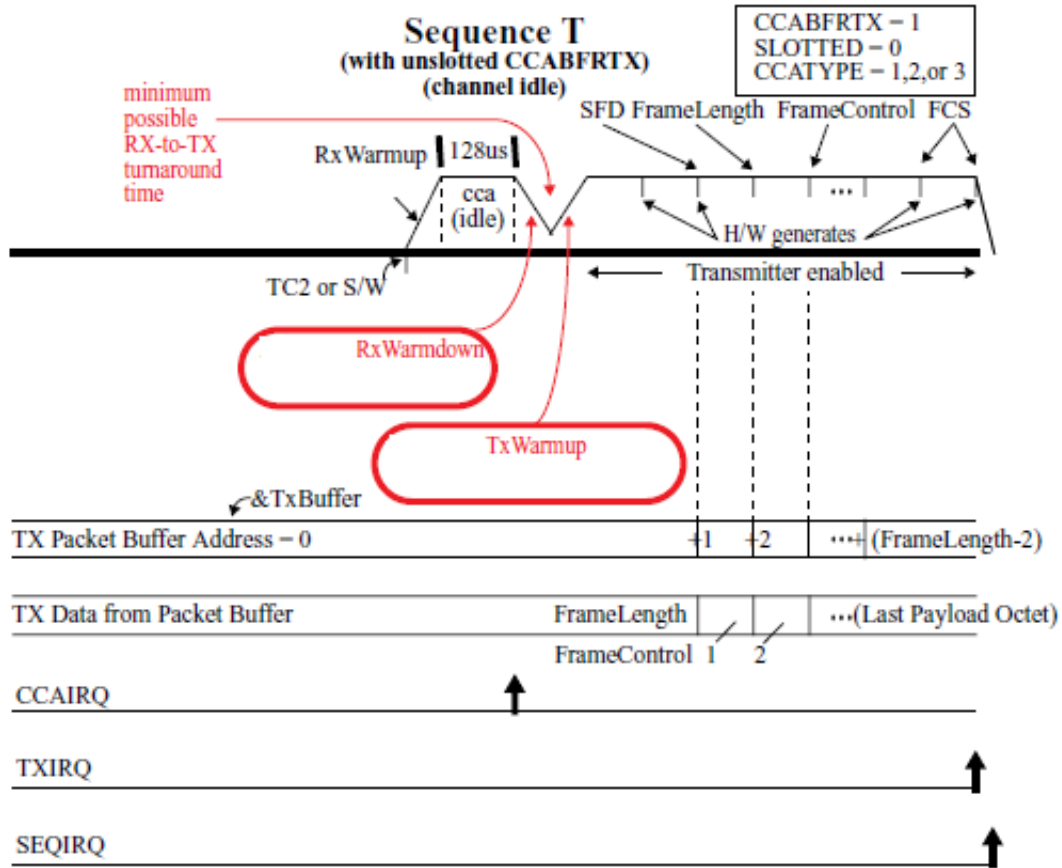 Sequence T
(with unslotted CCABFRTX)
(channel idle)
CCABFRTX – 1
SLOTTED – 0
CCATYPE – 1,2,or 3
minimum
possible
RX-to-TX
turnaround
time
SFD FrameLength FrameControl FCS
RxWarmup 128us
cca
(idle)
...
H/W generates
TC2 or S/W
Transmitter enabled
RxWarmdown
TxWarmup
&TxBuffer
TX Packet Buffer Address – 0 +1 +2 ...+ (FrameLength-2)
TX Data from Packet Buffer FrameLength ...(Last Payload Octet)
FrameControl 1 2
CCAIRQ
TXIRQ
SEQIRQ